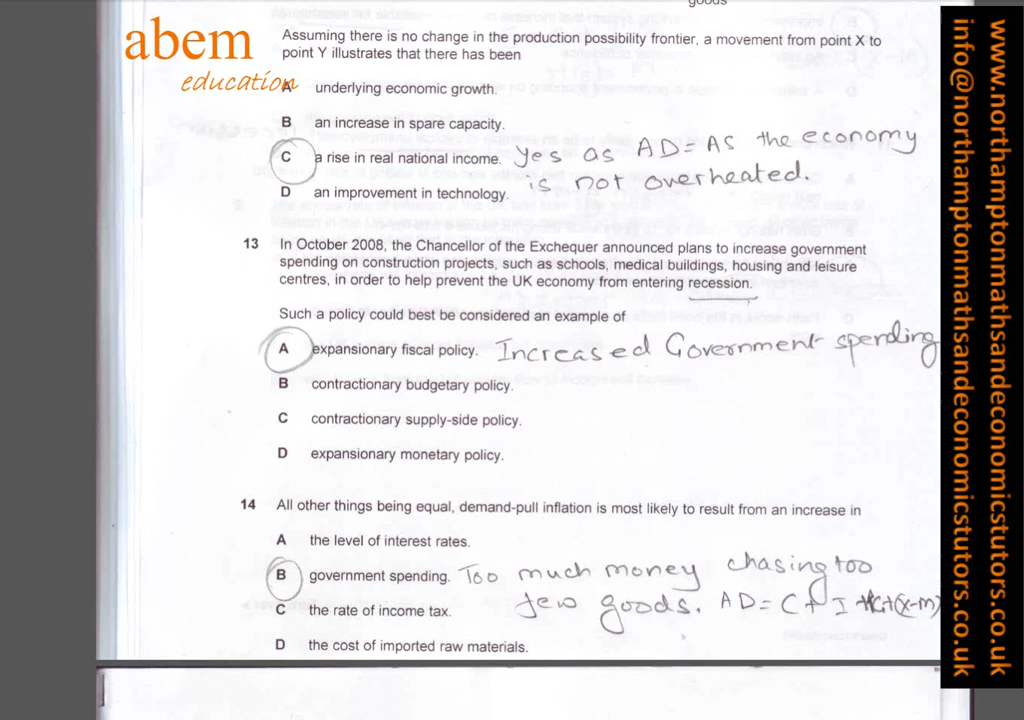 goods
abem
education
Assuming there is no change in the production possibility frontier, a movement from point X to
point Y illustrates that there has been
A underlying economic growth.
B an increase in spare capacity.
C a rise in real national income. Yes as AD=AS the economy
is not overheated.
D an improvement in technology.
13 In October 2008, the Chancellor of the Exchequer announced plans to increase government
spending on construction projects, such as schools, medical buildings, housing and leisure
centres, in order to help prevent the UK economy from entering recession.
Such a policy could best be considered an example of
A expansionary fiscal policy. Increased Government spending
B contractionary budgetary policy.
C contractionary supply-side policy.
D expansionary monetary policy.
14 All other things being equal, demand-pull inflation is most likely to result from an increase in
A the level of interest rates.
B government spending. Too much money chasing too
few goods. AD = C + I + G+(x-m)
C the rate of income tax.
D the cost of imported raw materials.
www.northamptonmathsandeconomicstutors.co.uk
info@northamptonmathsandeconomicstutors.co.uk